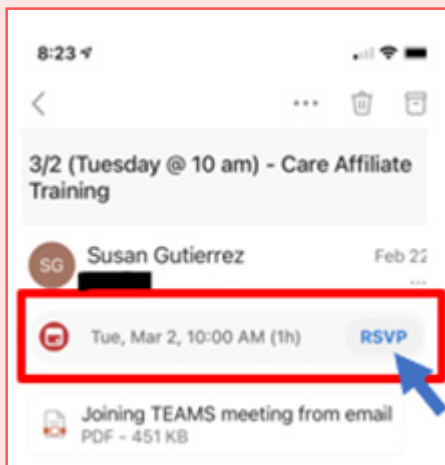 8:23
3/2 (Tuesday @ 10 am) - Care Affiliate
Training
SG
Susan Gutierrez
Feb 22
Tue, Mar 2, 10:00 AM (1h)
RSVP
Joining TEAMS meeting from email
PDF - 451 KB